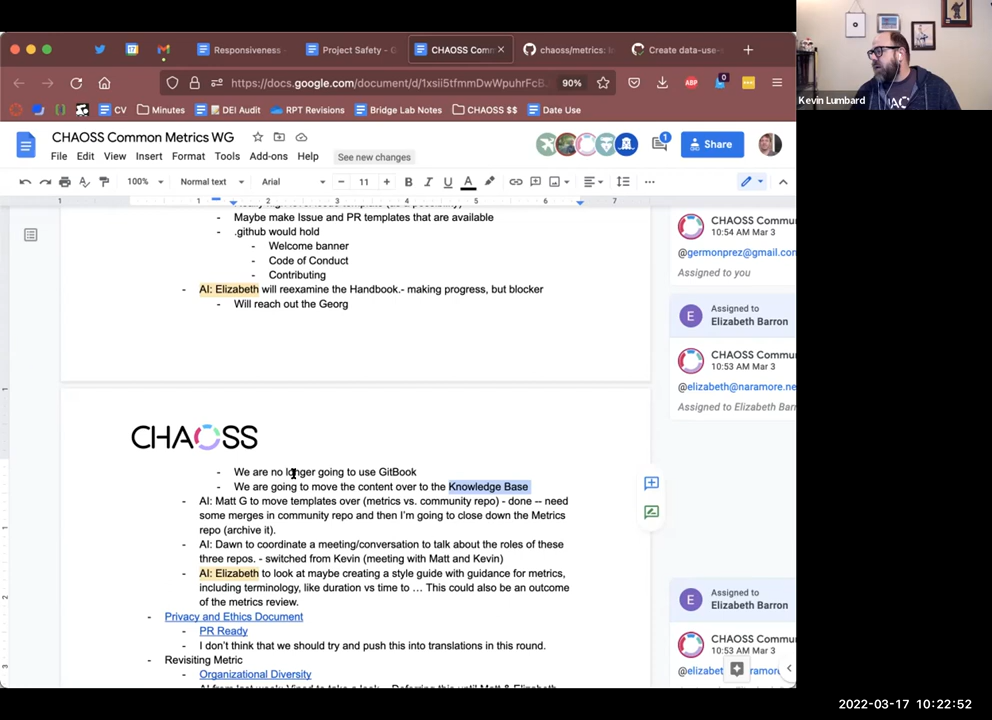 Kevin Lumbard
Responsiveness
Project Safety - G
CHAOSS Comm
chaoss/metrics: I
Create data-use-
https://docs.google.com/document/d/1xsii5tfmmDwWpuhrFcB
90%
ABP
0
CV
Minutes
DEI Audit
RPT Revisions
Bridge Lab Notes
CHAOSS $$
Date Use
CHAOSS Common Metrics WG
File Edit View Insert Format Tools Add-ons Help
See new changes
1
Share
100%
Normal text
Arial
11
B I U A
1 1 2 3 4 5 6 7
- Maybe make Issue and PR templates that are available
- .github would hold
- Welcome banner
- Code of Conduct
- Contributing
- AI: Elizabeth will reexamine the Handbook.- making progress, but blocker
- Will reach out the Georg
CHAOSS
- We are no longer going to use GitBook
- We are going to move the content over to the Knowledge Base
- AI: Matt G to move templates over (metrics vs. community repo) - done -- need
some merges in community repo and then I'm going to close down the Metrics
repo (archive it).
- AI: Dawn to coordinate a meeting/conversation to talk about the roles of these
three repos. - switched from Kevin (meeting with Matt and Kevin)
- AI: Elizabeth to look at maybe creating a style guide with guidance for metrics,
including terminology, like duration vs time to ... This could also be an outcome
of the metrics review.
- Privacy and Ethics Document
- PR Ready
- I don't think that we should try and push this into translations in this round.
- Revisiting Metric
- Organizational Diversity
CHAOSS Commu
10:54 AM Mar 3
@germonprez@gmail.com
Assigned to you
E
Assigned to
Elizabeth Barron
CHAOSS Commu
10:53 AM Mar 3
@elizabeth@naramore.ne
Assigned to Elizabeth Barr
E
Assigned to
Elizabeth Barron
CHAOSS Commu
10:53 AM Mar 3
2022-03-17 10:22:52